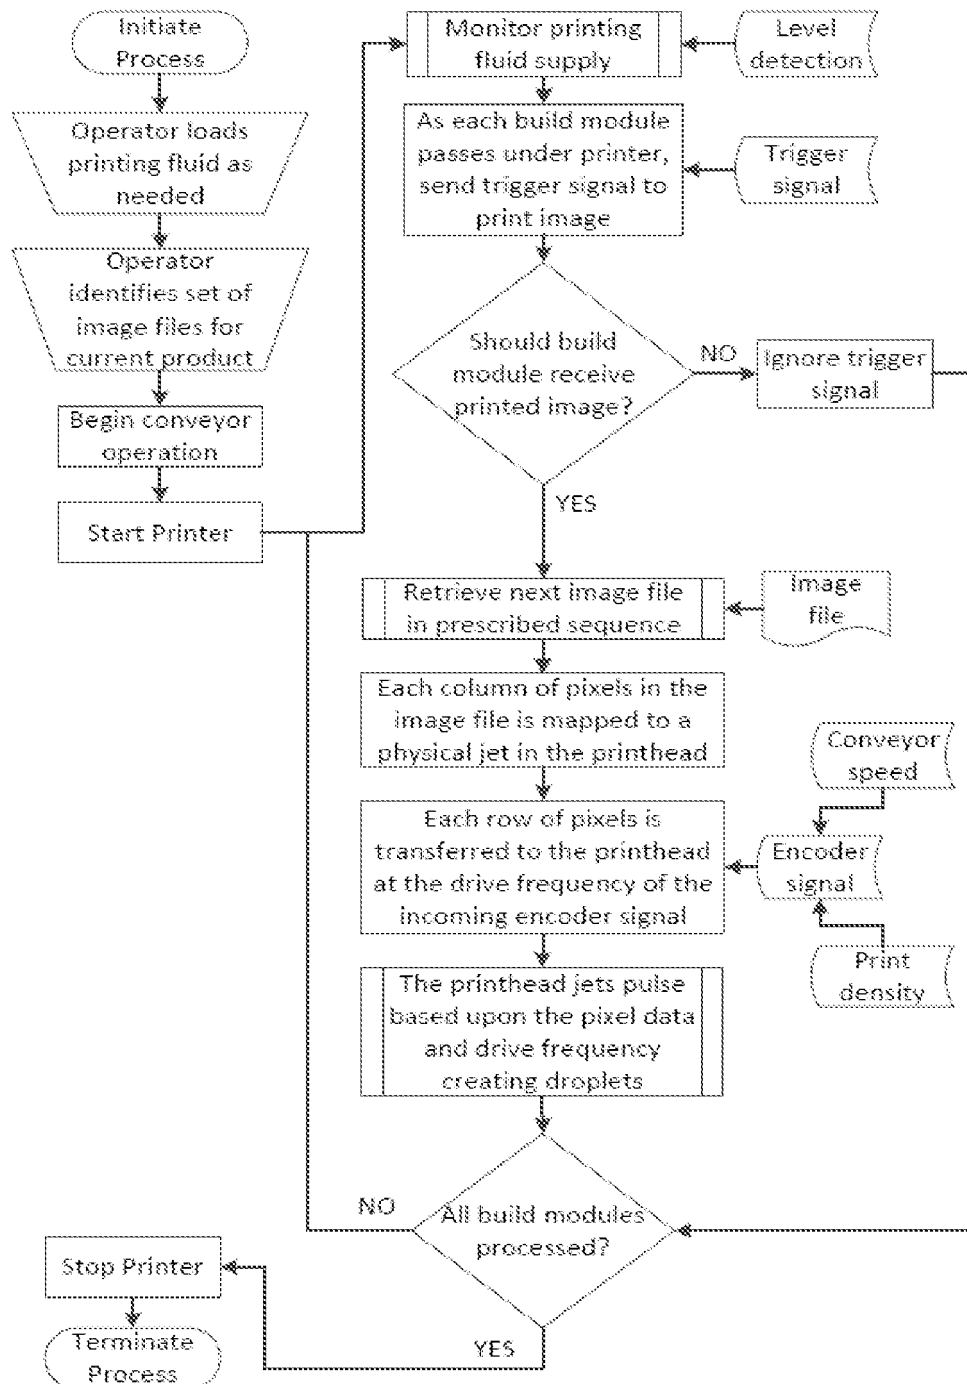 Initiate
Process
Operator loads
printing fluid as
needed
Operator
identifies set of
image files for
current product
Begin conveyor
operation
Start Printer
Monitor printing
fluid supply
Level
detection
As each build module
passes under printer,
send trigger signal to
print image
Trigger
signal
Should build
module receive
printed image?
NO
Ignore trigger
signal
YES
Retrieve next image file
in prescribed sequence
Image
file
Each column of pixels in the
image file is mapped to a
physical jet in the printhead
Conveyor
speed
Each row of pixels is
transferred to the printhead
at the drive frequency of the
incoming encoder signal
Encoder
signal
Print
density
The printhead jets pulse
based upon the pixel data
and drive frequency
creating droplets
NO
All build modules
processed?
YES
Stop Printer
Terminate
Process